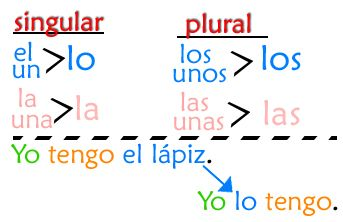 singular plural
el
un > lo
los
unos > los
la
una > la
las
unas > las
Yo tengo el lápiz.
Yo lo tengo.